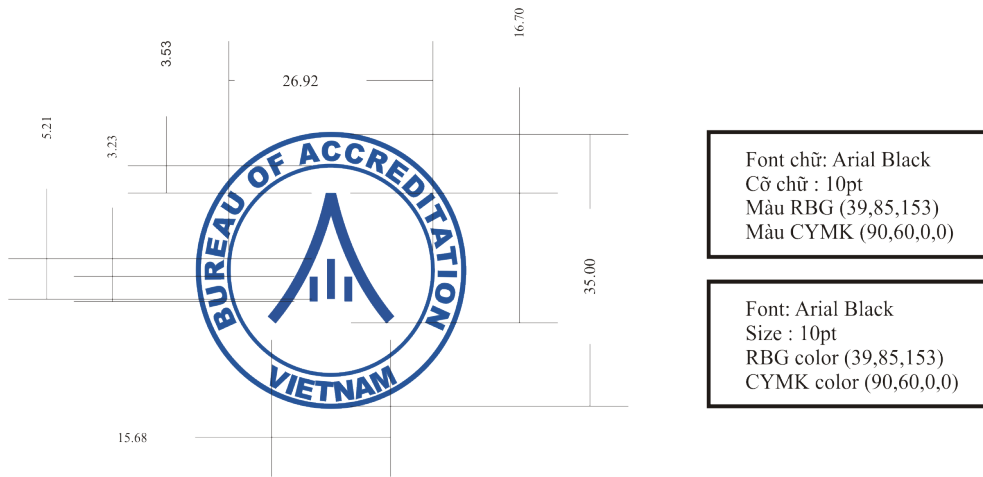 16.70
3.53
26.92
5.21
3.23
BUREAU OF ACCREDITATION
VIETNAM
35.00
15.68
Font chữ: Arial Black
Cỡ chữ : 10pt
Màu RBG (39,85,153)
Màu CYMK (90,60,0,0)
Font: Arial Black
Size : 10pt
RBG color (39,85,153)
CYMK color (90,60,0,0)